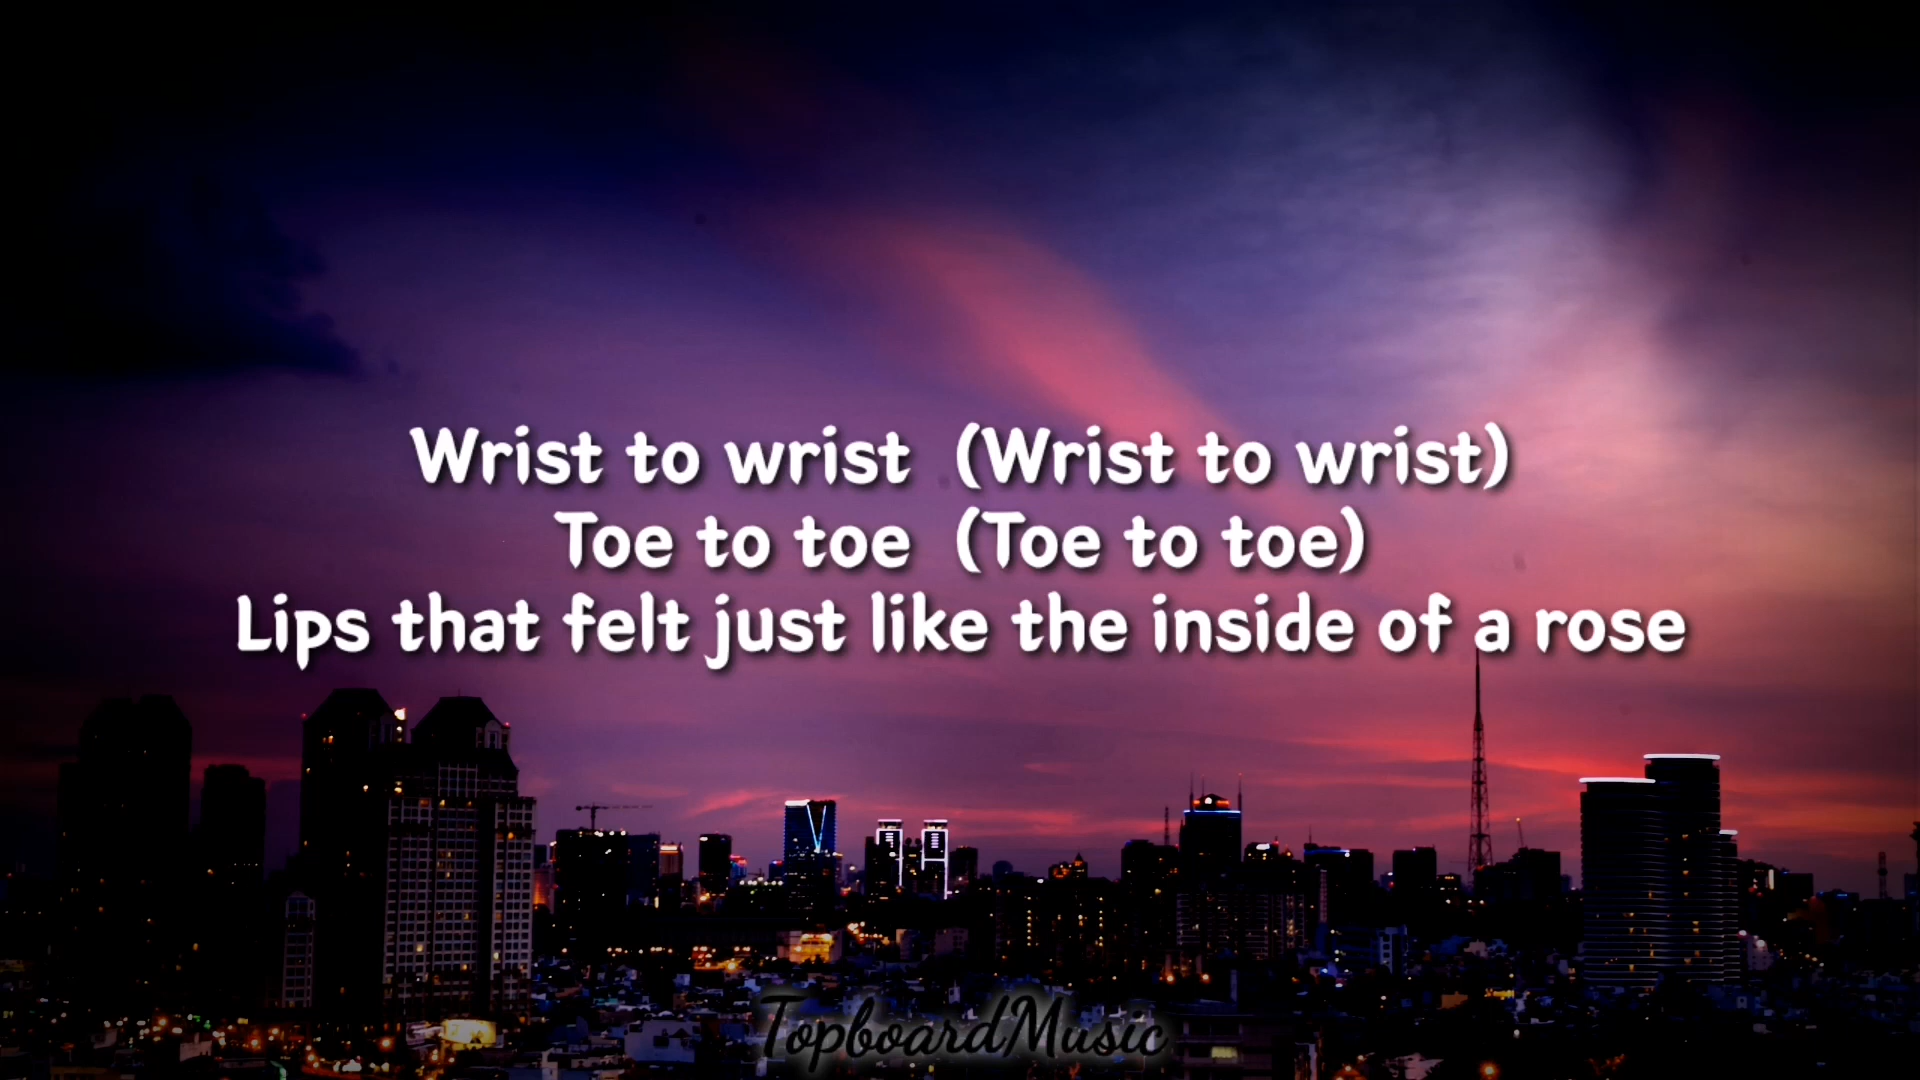 Wrist to wrist (Wrist to wrist)
Toe to toe (Toe to toe)
Lips that felt just like the inside of a rose
TopboardMusic